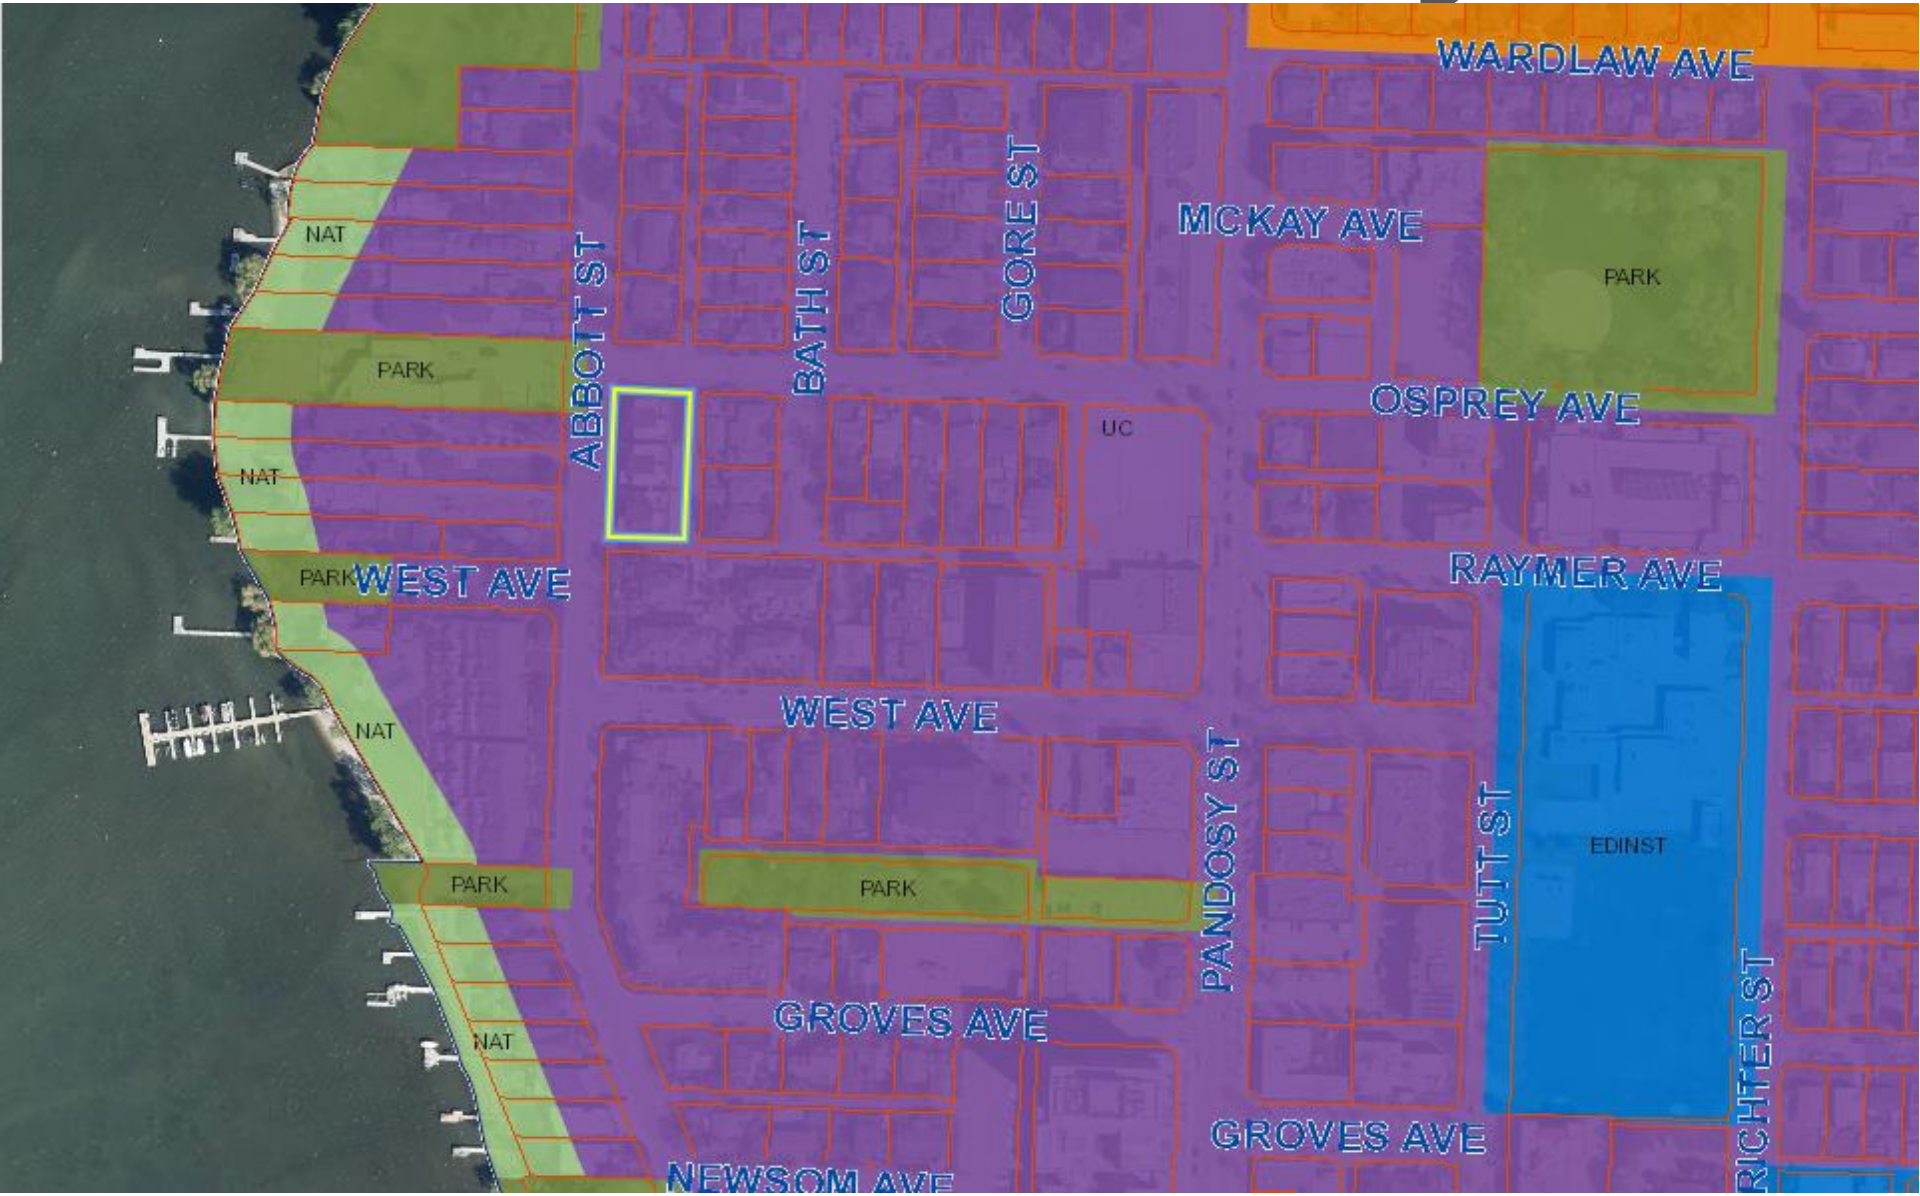 WARDLAW AVE
GORE ST
MCKAY AVE
NAT
ABBOTT ST
BATH ST
PARK
PARK
OSPREY AVE
UC
NAT
PARK
WEST AVE
RAYMER AVE
WEST AVE
NAT
PANDOSY ST
TUTT ST
EDINST
PARK
PARK
RICHTER ST
GROVES AVE
NAT
GROVES AVE
NEWSOM AVE